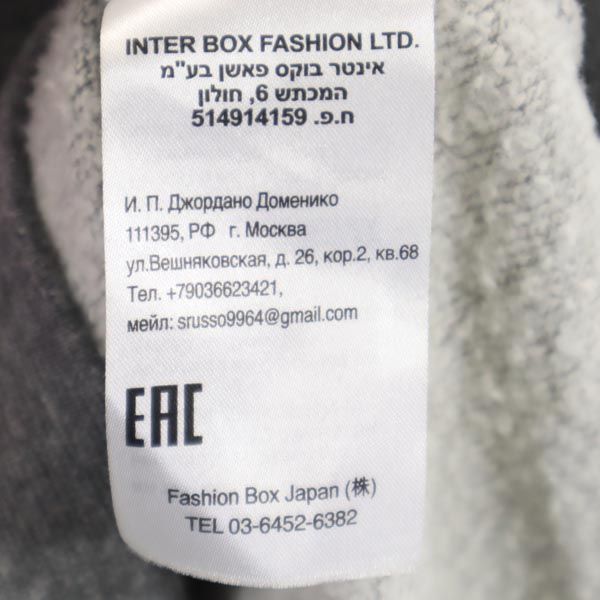 INTER BOX FASHION LTD.
אינטר בוקס פאשן בע"מ
המכתש 6, חולון
ח.פ. 514914159
И. П. Джордано Доменико
111395, РФ г. Москва
ул.Вешняковская, д. 26, кор.2, кв.68
Тел. +79036623421,
мейл: srusso9964@gmail.com
EAC
Fashion Box Japan (株)
TEL 03-6452-6382